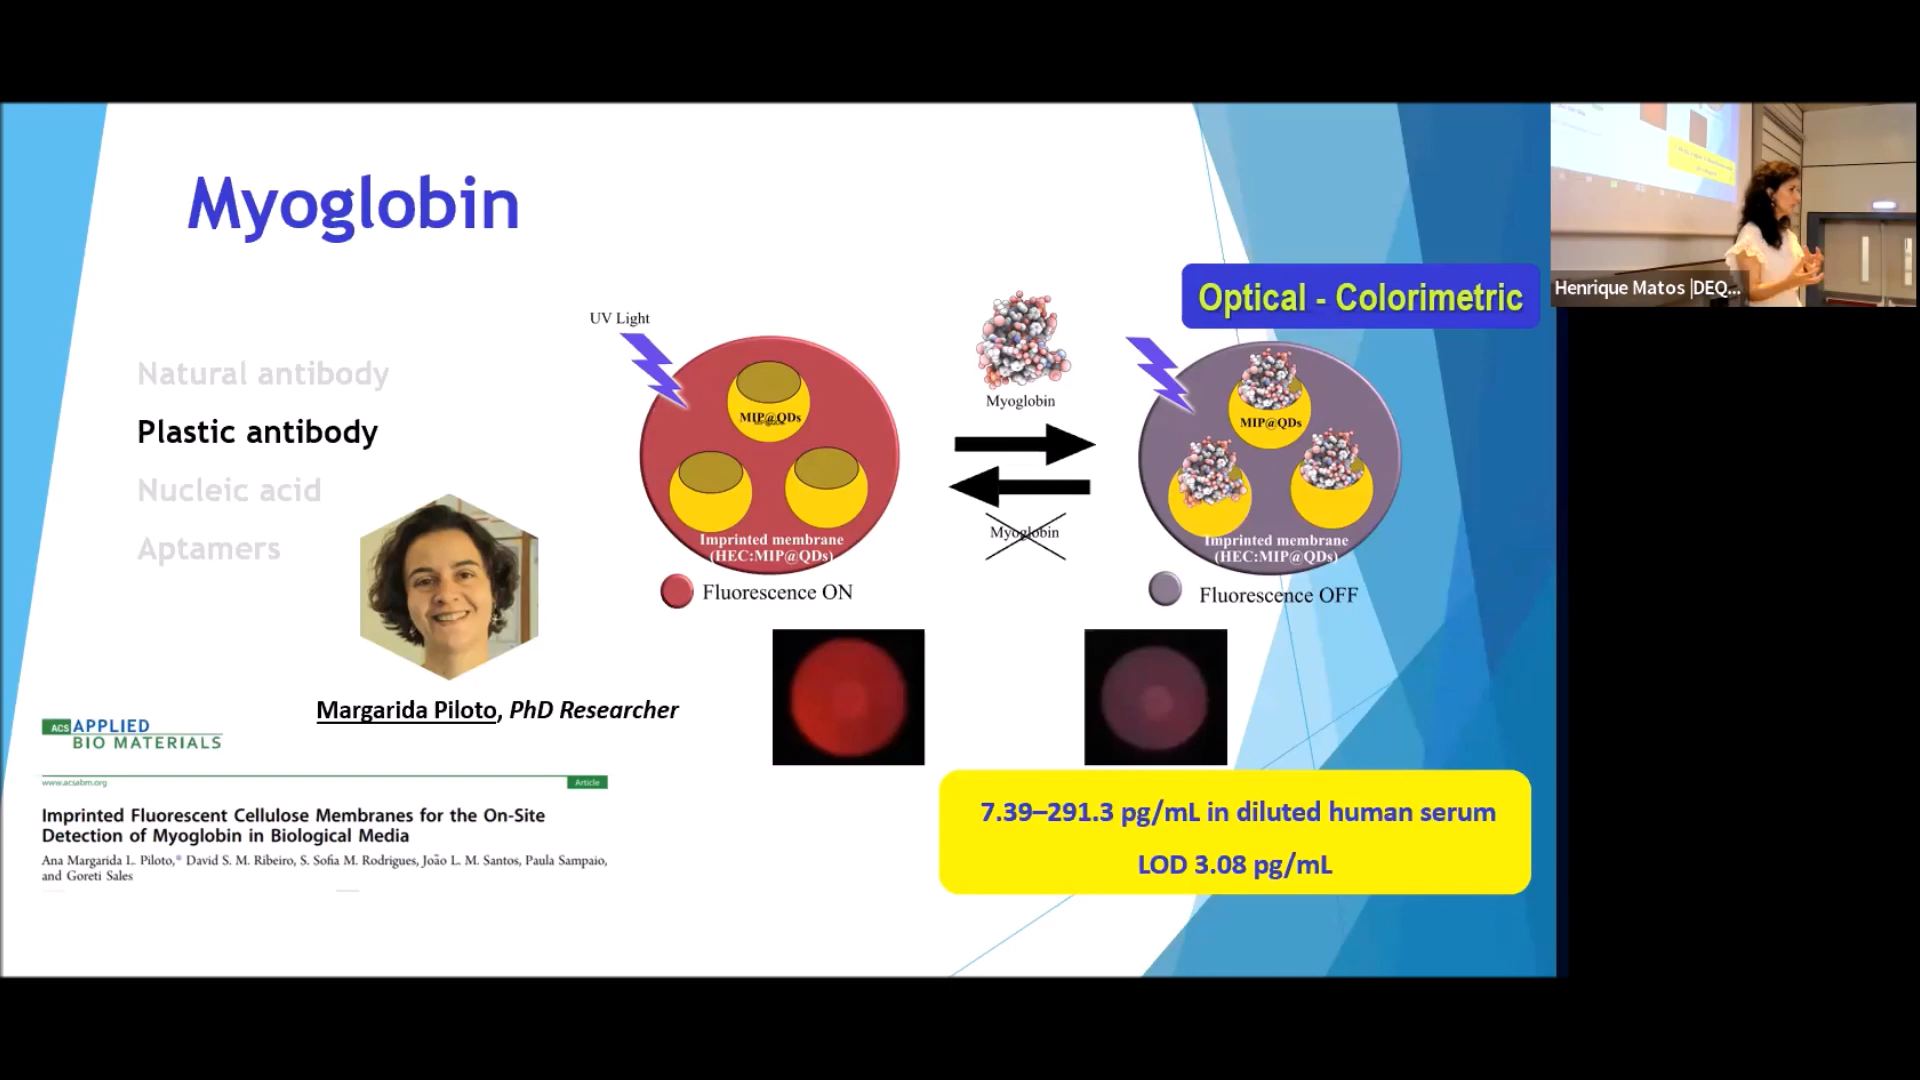 Myoglobin
Natural antibody
Plastic antibody
Nucleic acid
Aptamers
Margarida Piloto, PhD Researcher
ACS APPLIED
BIO MATERIALS
www.acsabm.org
Article
Imprinted Fluorescent Cellulose Membranes for the On-Site
Detection of Myoglobin in Biological Media
Ana Margarida L. Piloto,* David S. M. Ribeiro, S. Sofia M. Rodrigues, João L. M. Santos, Paula Sampaio,
and Goreti Sales
Optical - Colorimetric
UV Light
MIP@QDs
Imprinted membrane
(HEC:MIP@QDs)
Fluorescence ON
Myoglobin
Myoglobin
MIP@QDs
Imprinted membrane
(HEC:MIP@QDs)
Fluorescence OFF
7.39–291.3 pg/mL in diluted human serum
LOD 3.08 pg/mL
Henrique Matos |DEQ...